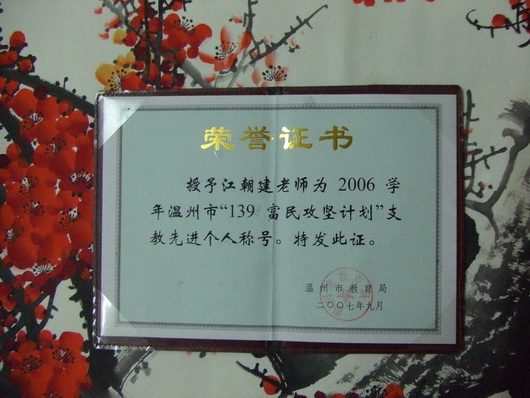 荣誉证书
授予江朝建老师为 2006 学
年温州市“139 富民攻坚计划”支
教先进个人称号。特发此证。
温州市教育局
二〇〇七年九月